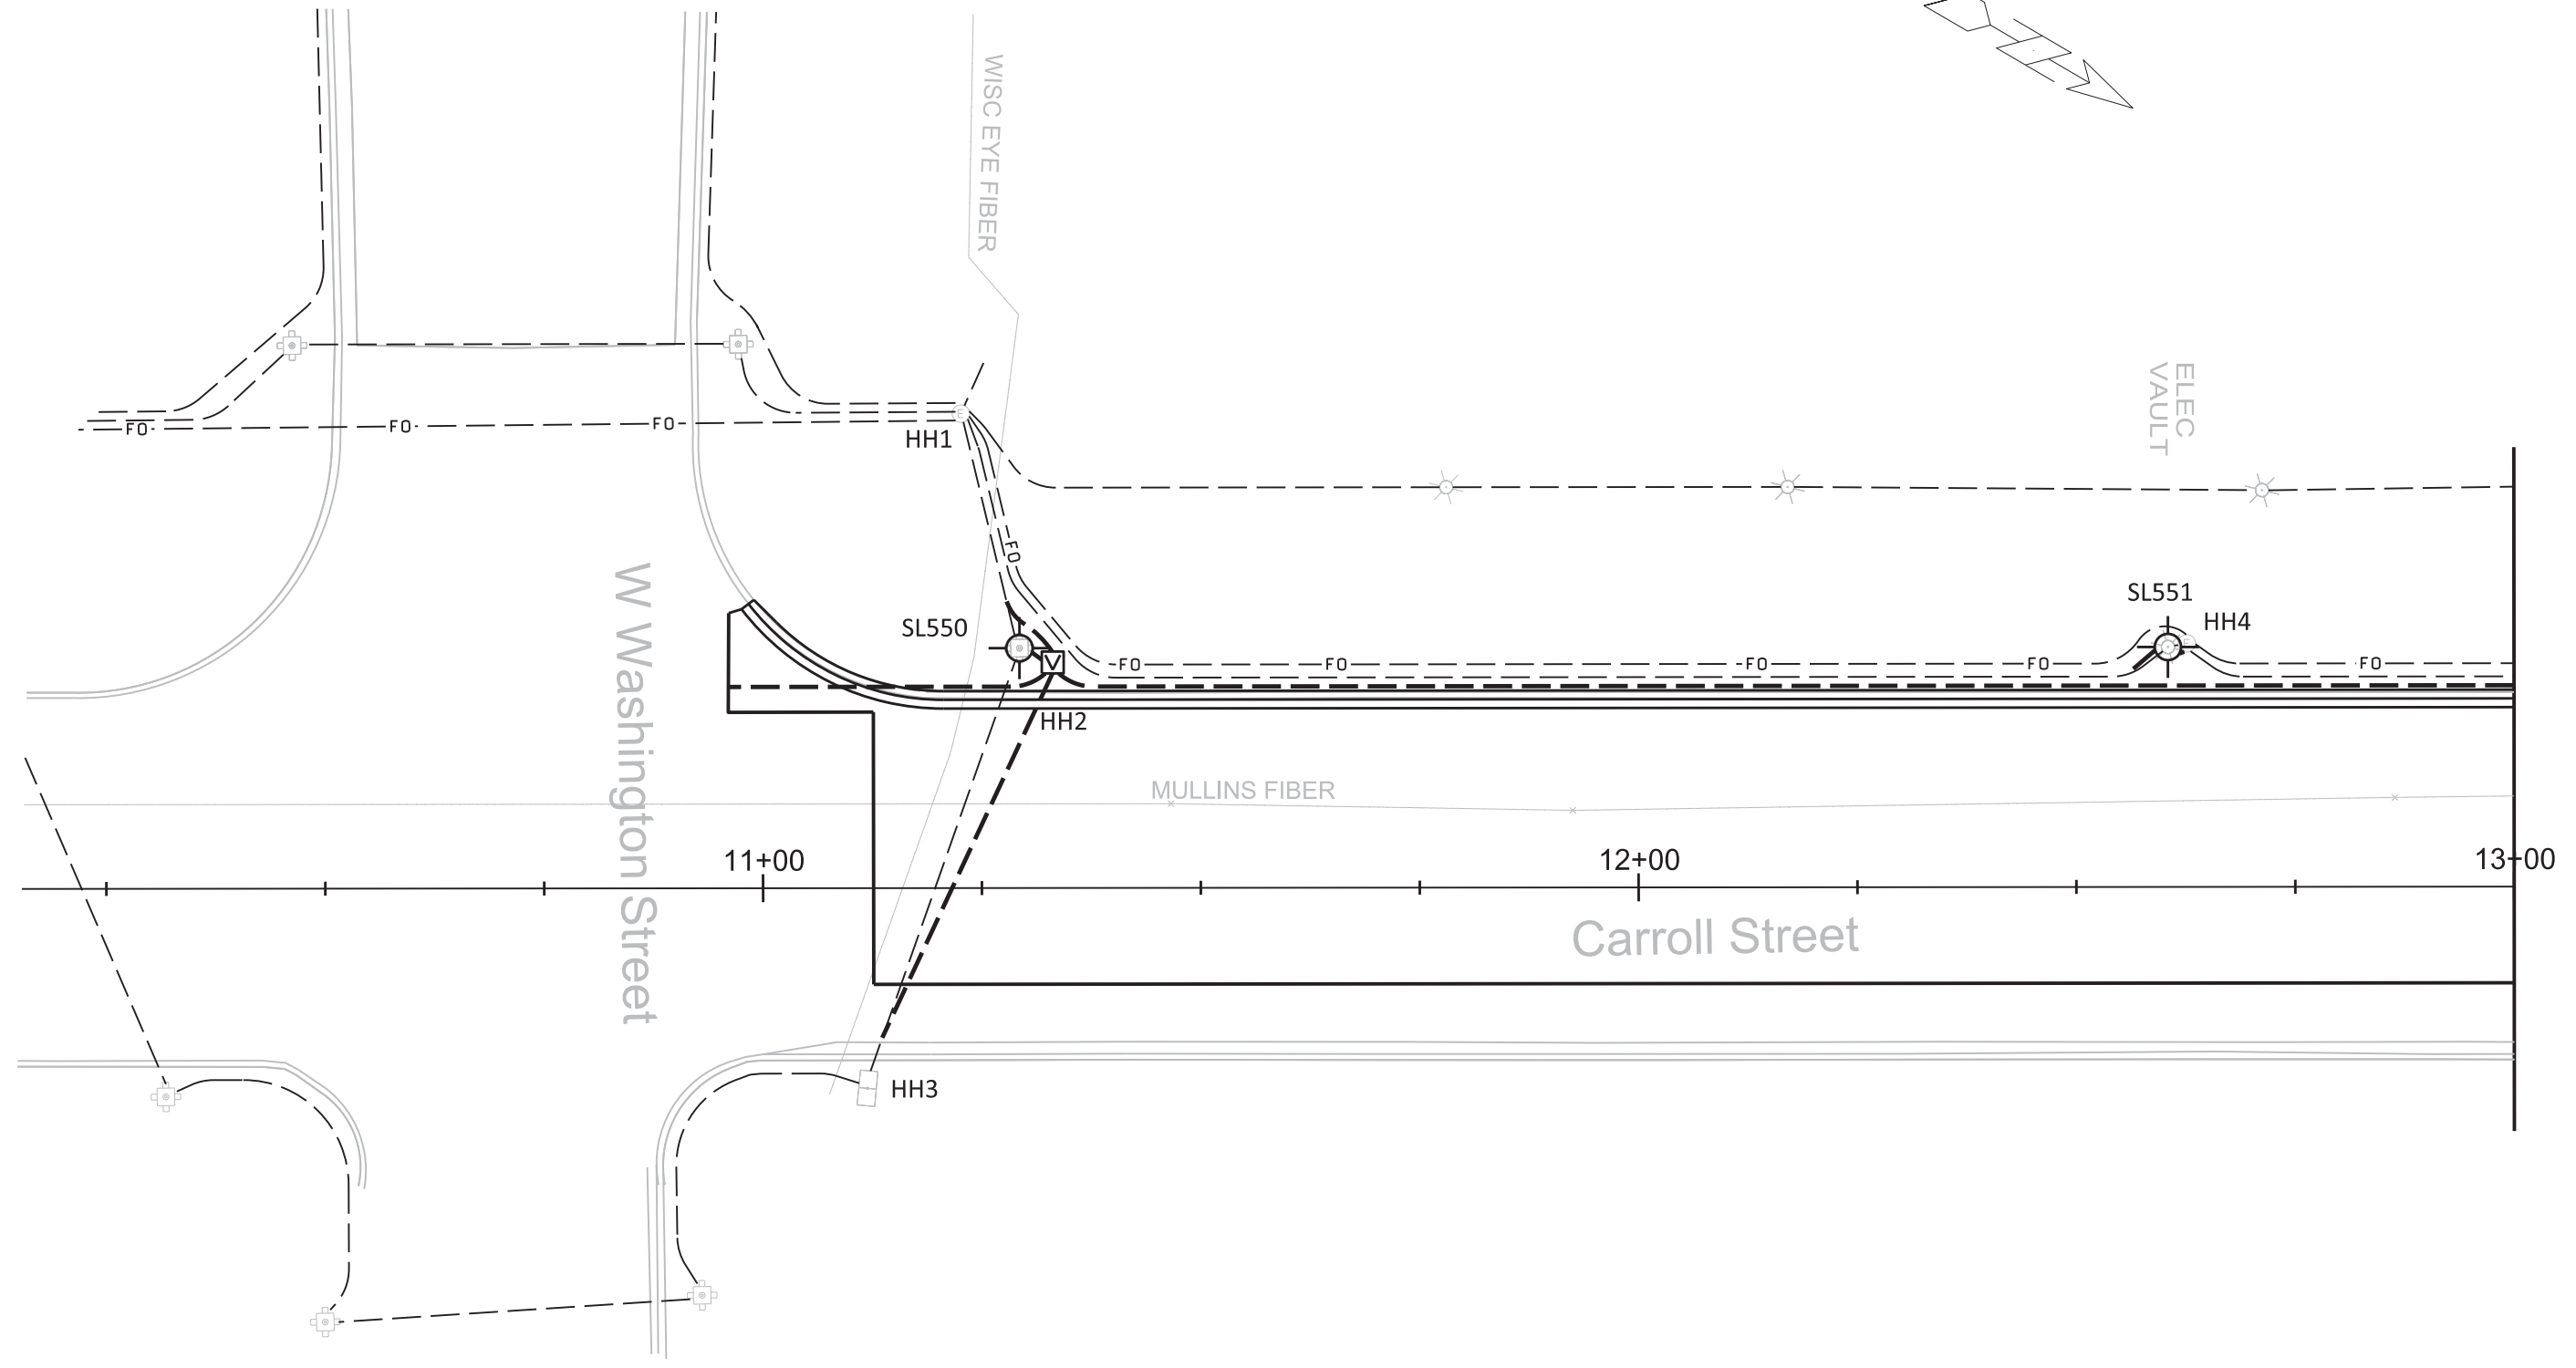 WISC EYE FIBER
ELEC
VAULT
FO
FO
FO
E
HH1
FO
W Washington Street
SL550
V
SL551
E
HH4
FO
FO
FO
FO
FO
HH2
MULLINS FIBER
11+00
12+00
13+00
Carroll Street
HH3